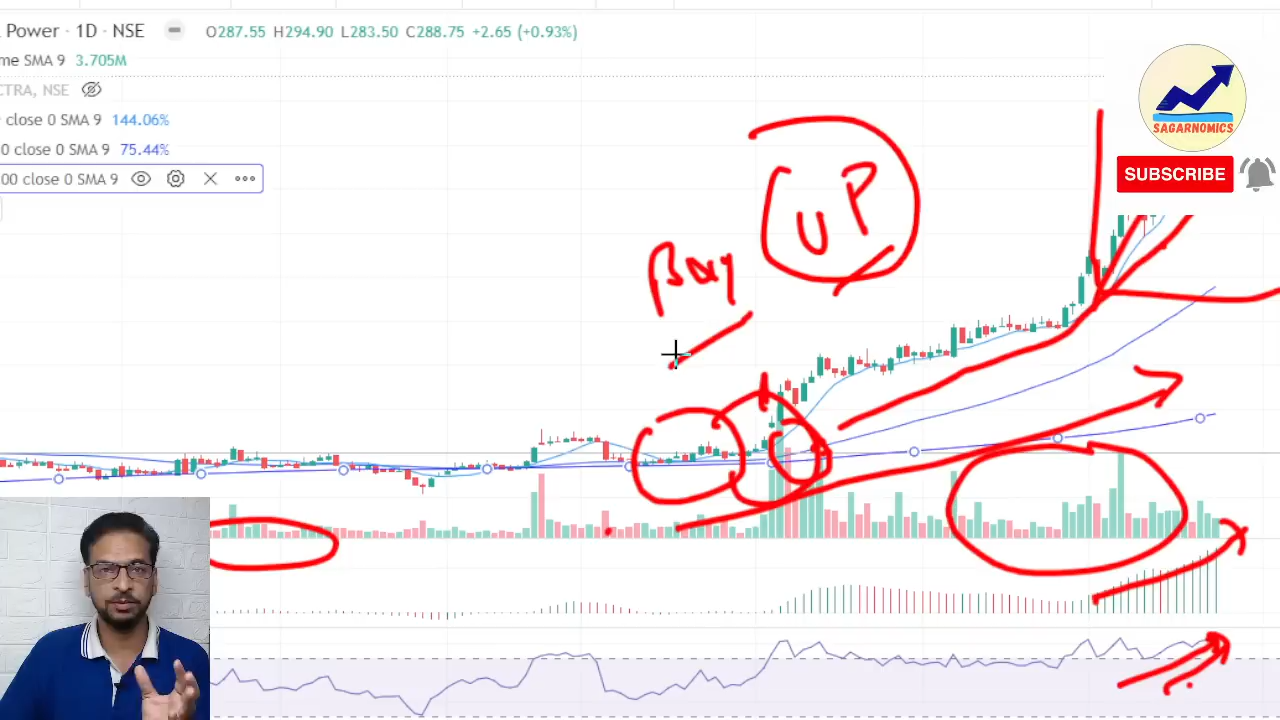 Power · 1D · NSE O287.55 H294.90 L283.50 C288.75 +2.65 (+0.93%)
me SMA 9 3.705M
CTRA, NSE
close 0 SMA 9 144.06%
0 close 0 SMA 9 75.44%
00 close 0 SMA 9
SAGARNOMICS
SUBSCRIBE
UP
Buy